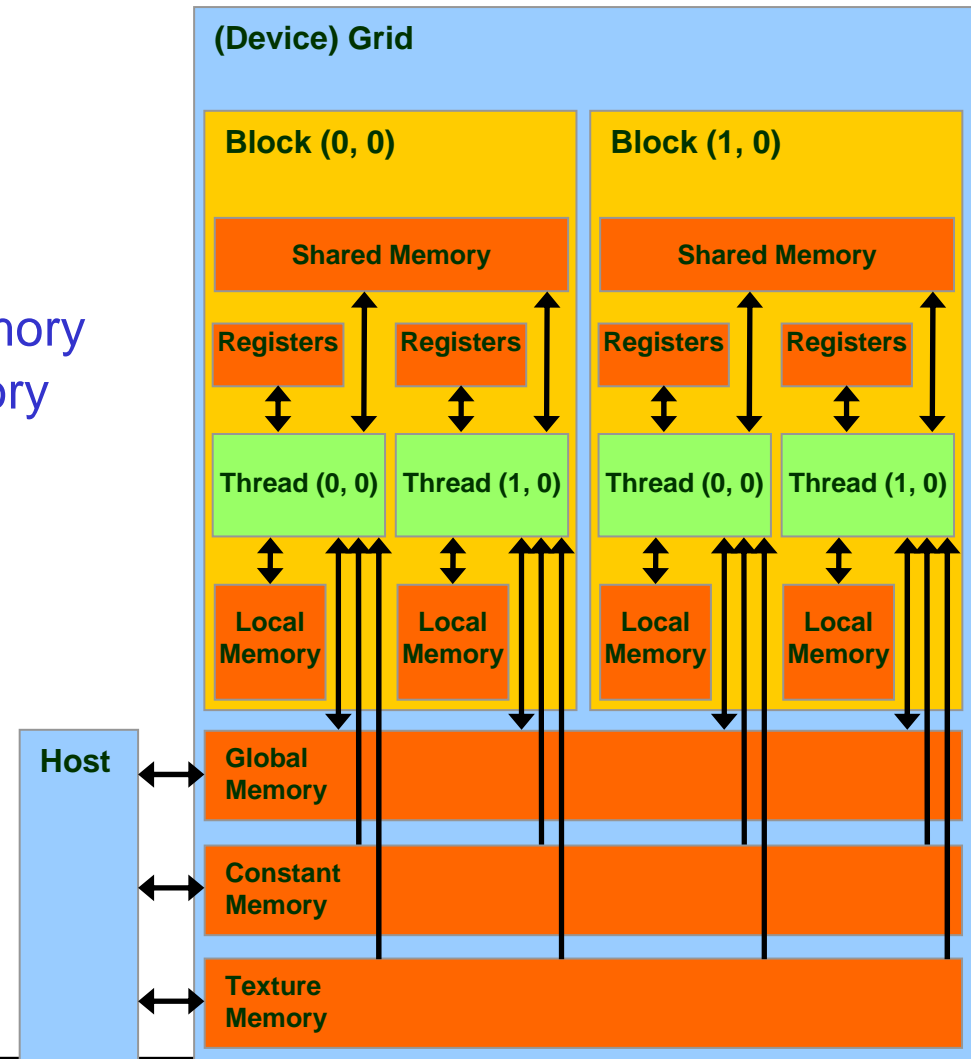 (Device) Grid
Block (0, 0)
Block (1, 0)
Shared Memory
Shared Memory
ory
Registers
Registers
Registers
Registers
Thread (0, 0)
Thread (1, 0)
Thread (0, 0)
Thread (1, 0)
Local
Memory
Local
Memory
Local
Memory
Local
Memory
Host
Global
Memory
Constant
Memory
Texture
Memory